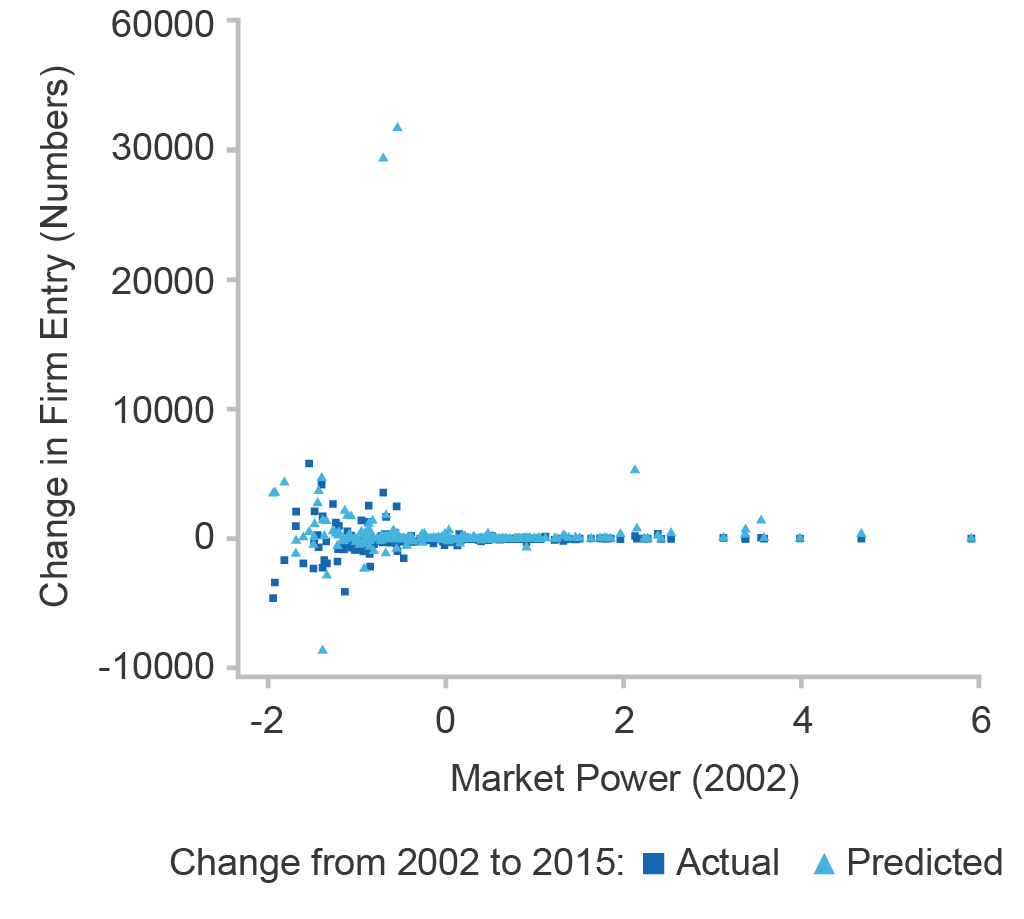 Change in Firm Entry (Numbers)
60000
30000
20000
10000
0
-10000
-2 0 2 4 6
Market Power (2002)
Change from 2002 to 2015: Actual Predicted